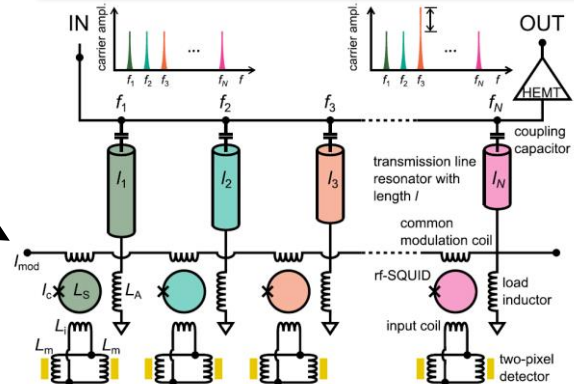 IN
carrier ampl.
f1 f2 f3 ... fN f
carrier ampl.
f1 f2 f3 ... fN f
OUT
HEMT
f1
f2
f3
fN
coupling
capacitor
l1
l2
l3
lN
transmission line
resonator with
length l
common
modulation coil
Imod
Ic
LS
LA
rf-SQUID
load
inductor
Li
input coil
Lm
Lm
two-pixel
detector